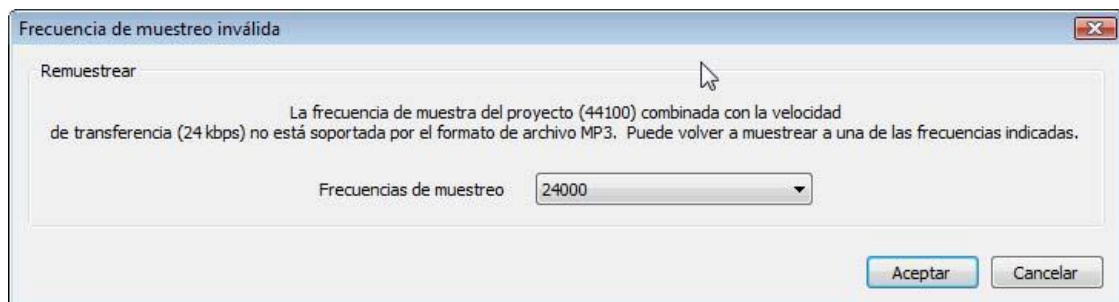 Frecuencia de muestreo inválida
Remuestrear
La frecuencia de muestra del proyecto (44100) combinada con la velocidad
de transferencia (24 kbps) no está soportada por el formato de archivo MP3.  Puede volver a muestrear a una de las frecuencias indicadas.
Frecuencias de muestreo 24000
Aceptar Cancelar